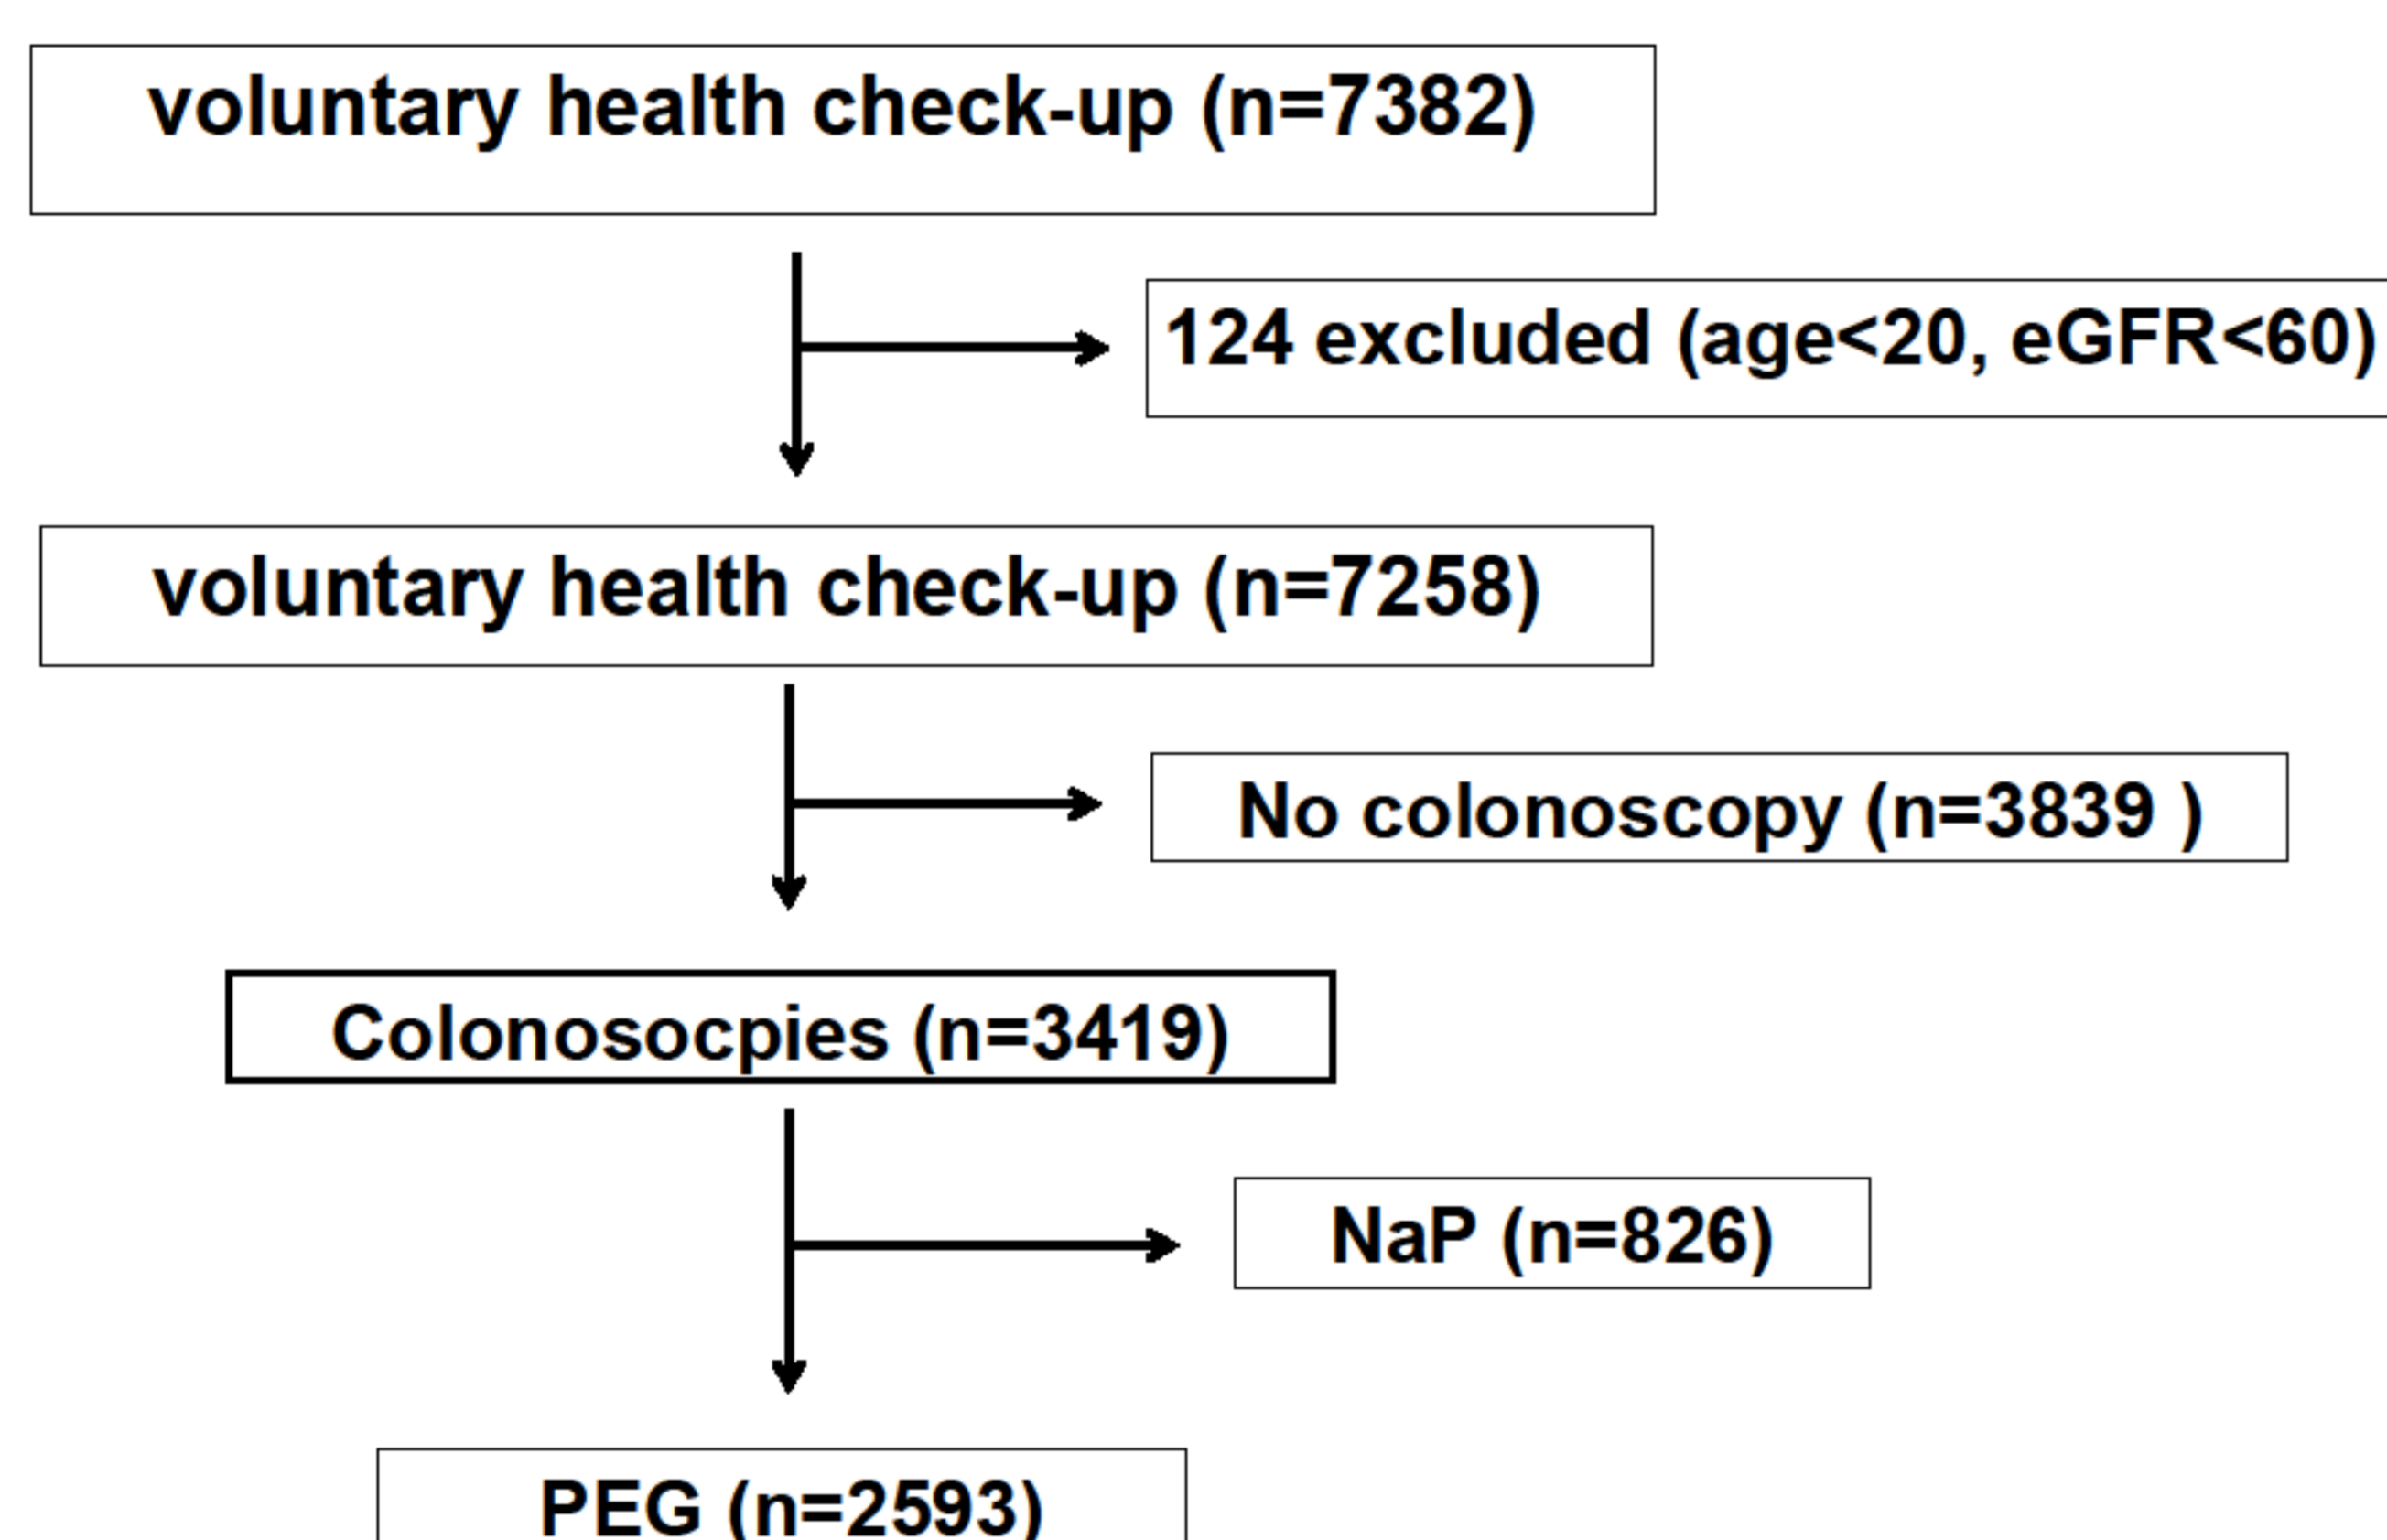 voluntary health check-up (n=7382)
124 excluded (age<20, eGFR<60)
voluntary health check-up (n=7258)
No colonoscopy (n=3839 )
Colonosocpies (n=3419)
NaP (n=826)
PEG (n=2593)